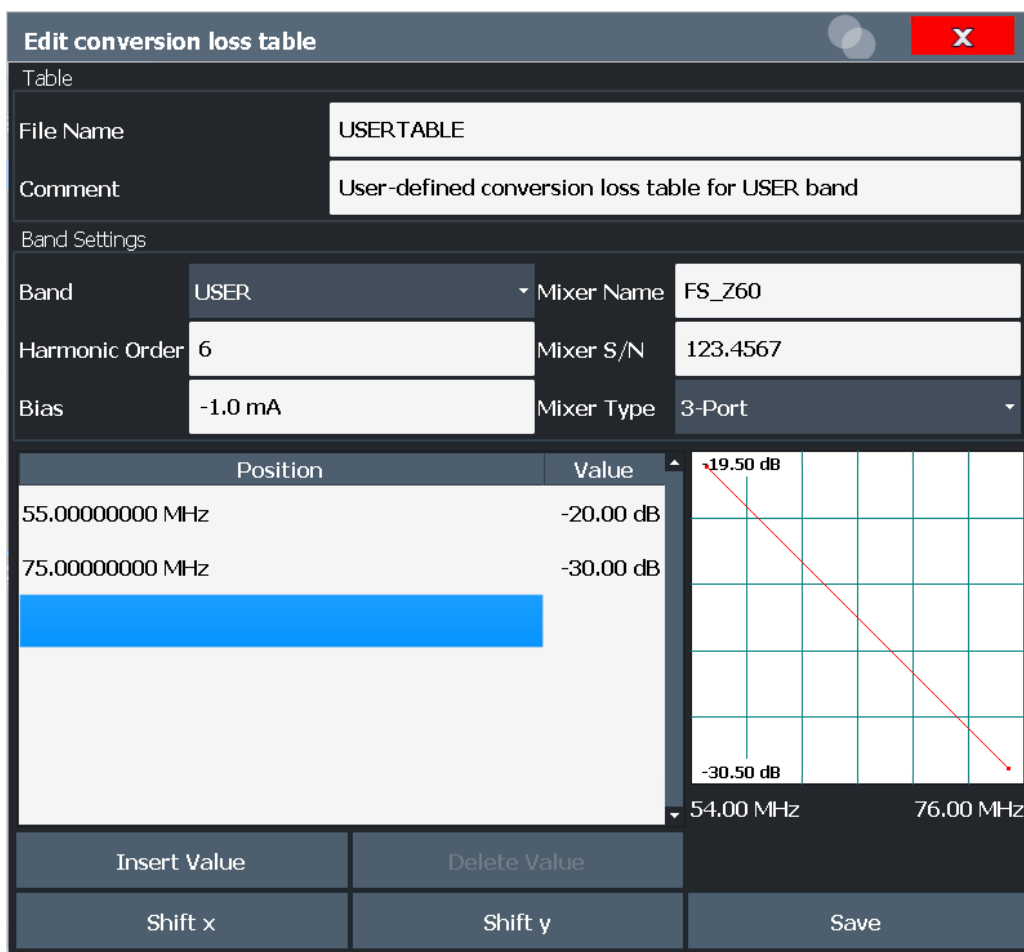 Edit conversion loss table
X
Table
File Name USERTABLE
Comment User-defined conversion loss table for USER band
Band Settings
Band USER Mixer Name FS_Z60
Harmonic Order 6 Mixer S/N 123.4567
Bias -1.0 mA Mixer Type 3-Port
Position Value
55.00000000 MHz -20.00 dB
75.00000000 MHz -30.00 dB
-19.50 dB
-30.50 dB
54.00 MHz 76.00 MHz
Insert Value Delete Value
Shift x Shift y Save